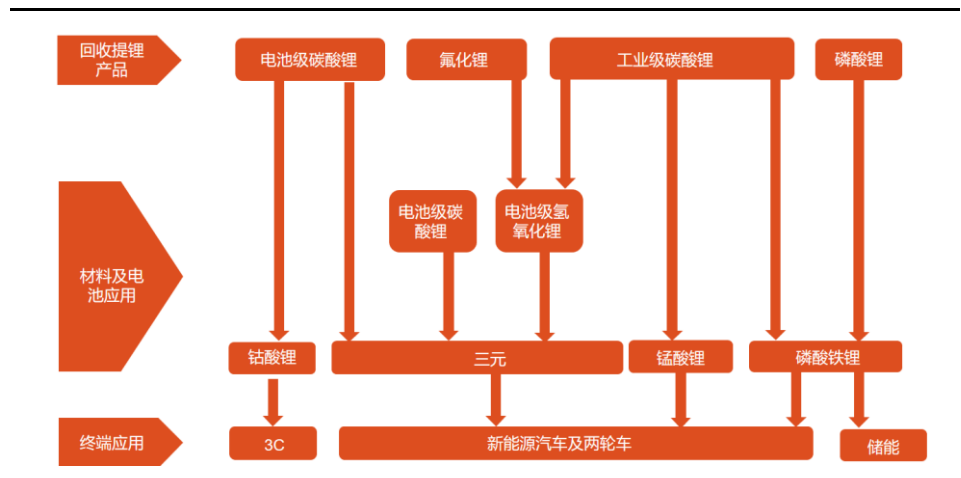 回收提锂
产品
电池级碳酸锂
氟化锂
工业级碳酸锂
磷酸锂
材料及电
池应用
电池级碳
酸锂
电池级氢
氧化锂
钴酸锂
三元
锰酸锂
磷酸铁锂
终端应用
3C
新能源汽车及两轮车
储能